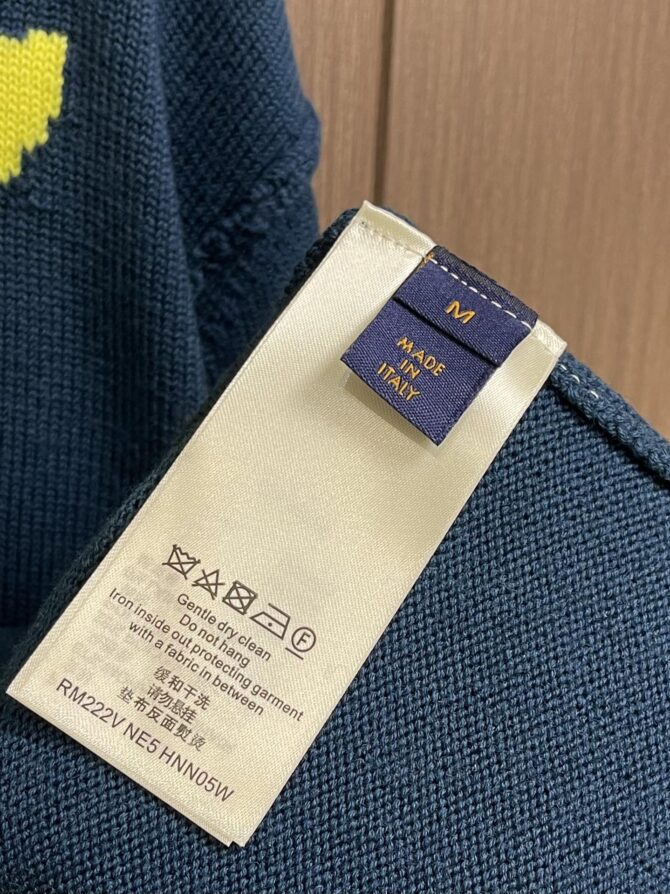 M
MADE
IN
ITALY
F
Gentle dry clean
Do not hang
Iron inside out protecting garment
with a fabric in between
缓和干洗
请勿悬挂
垫布反面熨烫
RM222V NE5 HNN05W